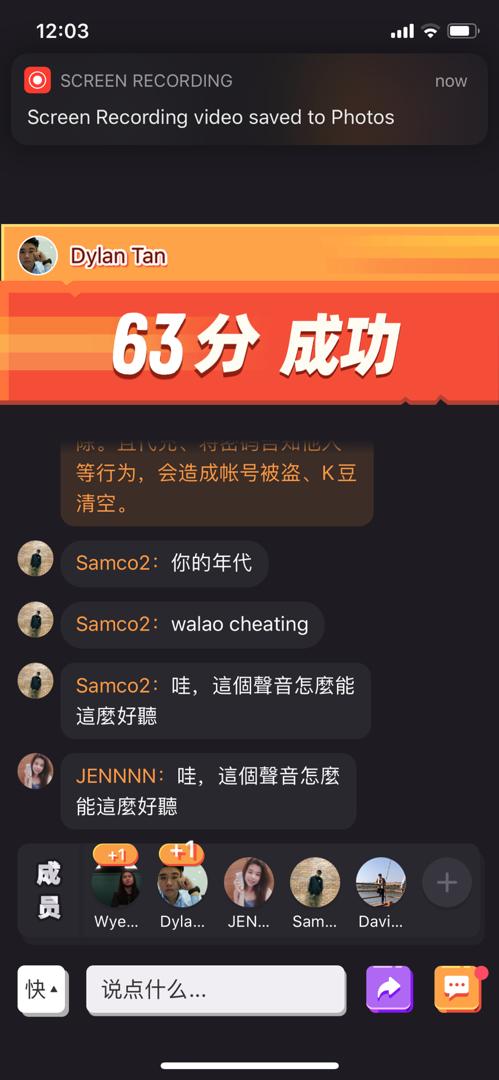 12:03
SCREEN RECORDING
now
Screen Recording video saved to Photos
Dylan Tan
63分 成功
等行为，会造成帐号被盗、K豆
清空。
Samco2：你的年代
Samco2：walao cheating
Samco2：哇，這個聲音怎麼能
這麼好聽
JENNNN：哇，這個聲音怎麼
能這麼好聽
成员
+1
+1
Wye...
Dyla...
JEN...
Sam...
Davi...
快
说点什么...